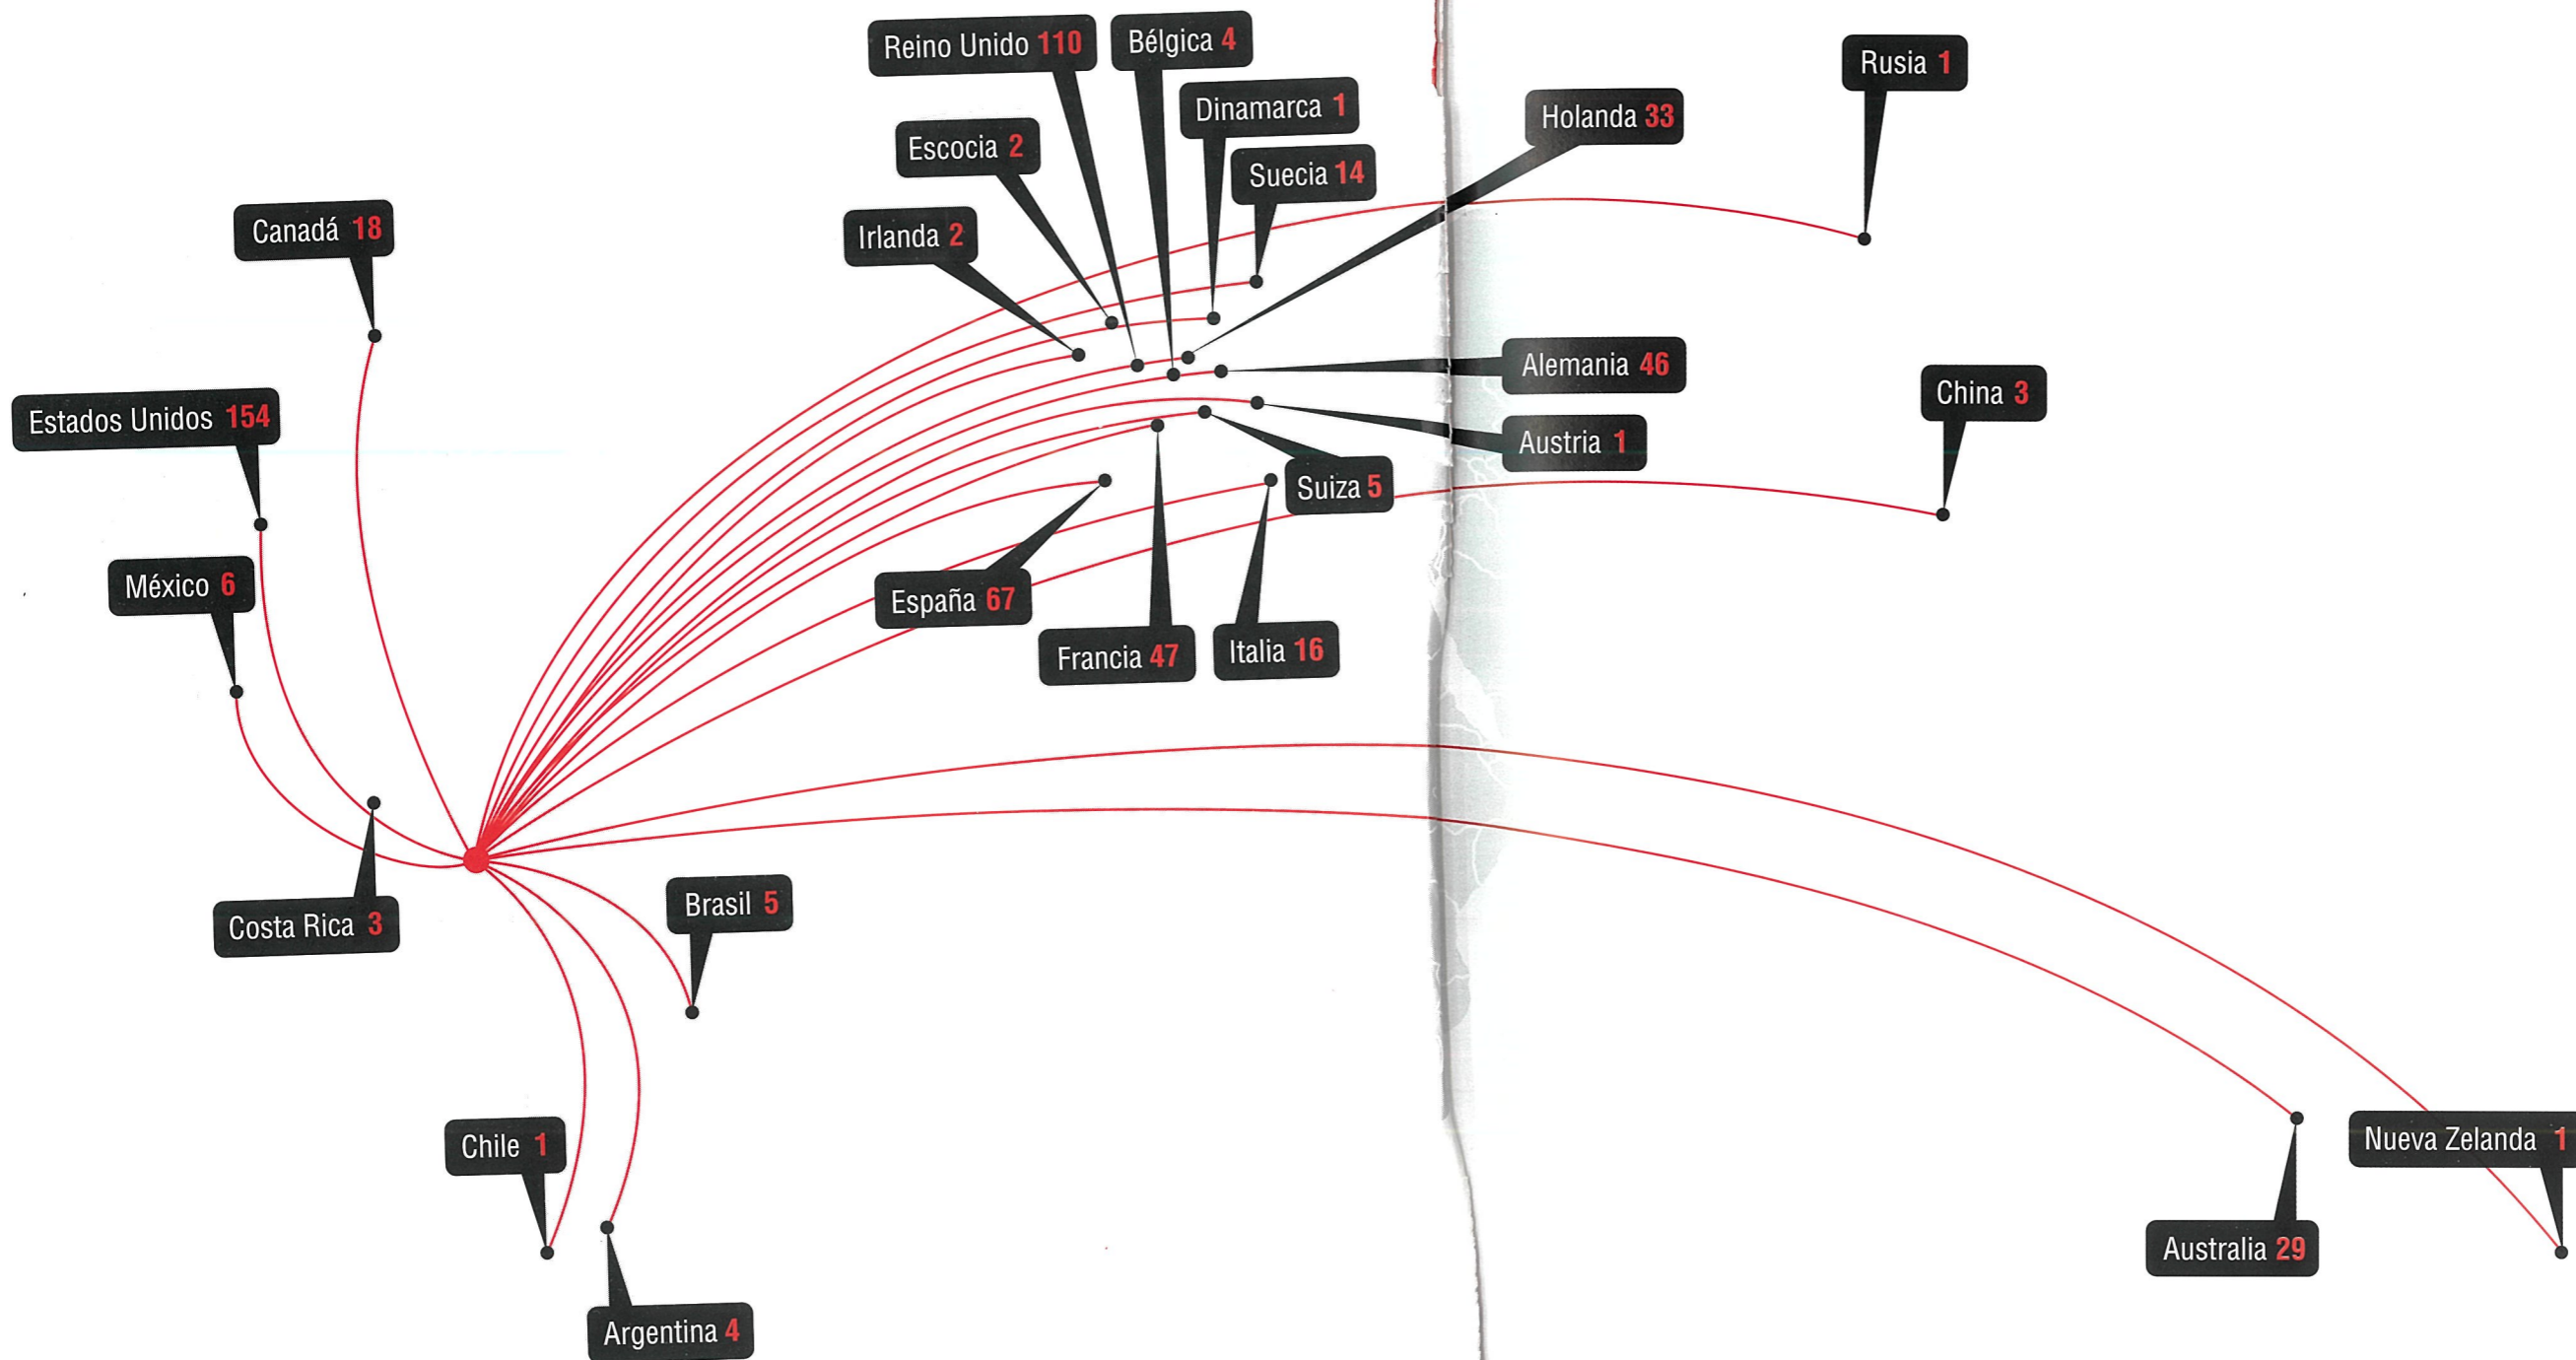 Reino Unido 110
Bélgica 4
Rusia 1
Dinamarca 1
Holanda 33
Escocia 2
Suecia 14
Canadá 18
Irlanda 2
Alemania 46
China 3
Estados Unidos 154
Austria 1
Suiza 5
México 6
España 67
Francia 47
Italia 16
Brasil 5
Costa Rica 3
Chile 1
Nueva Zelanda 1
Australia 29
Argentina 4